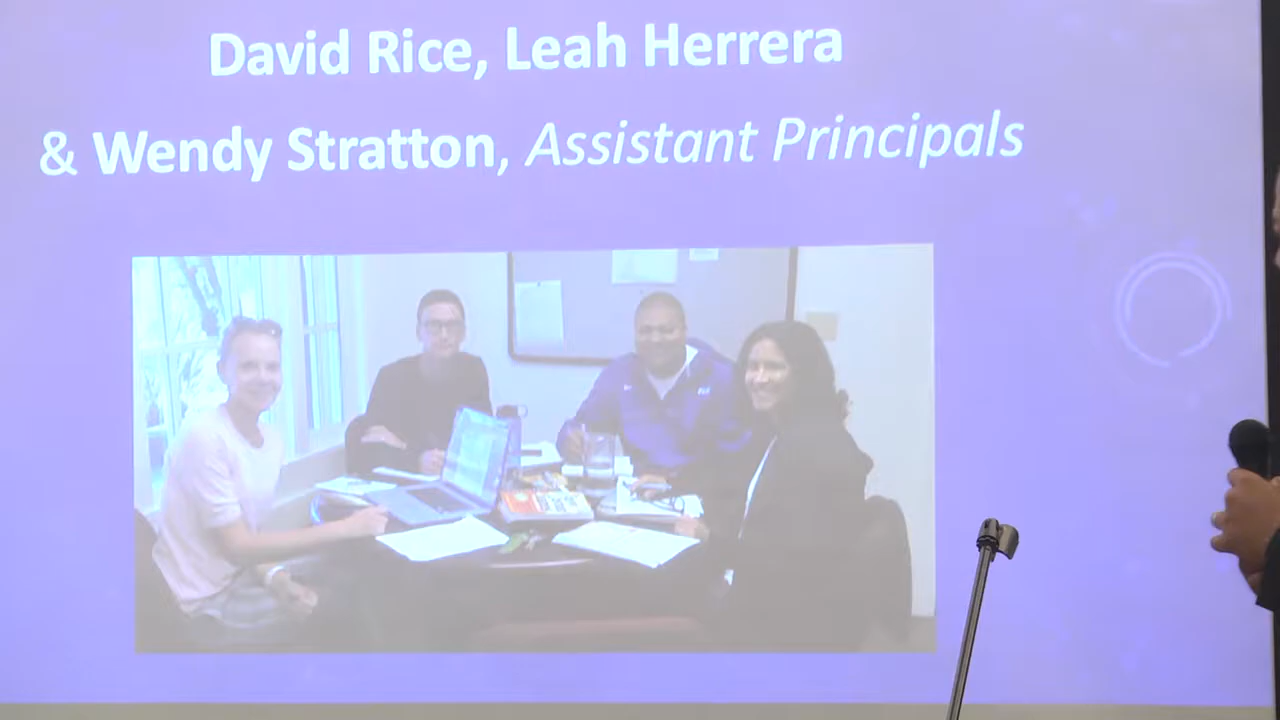 David Rice, Leah Herrera
& Wendy Stratton, Assistant Principals